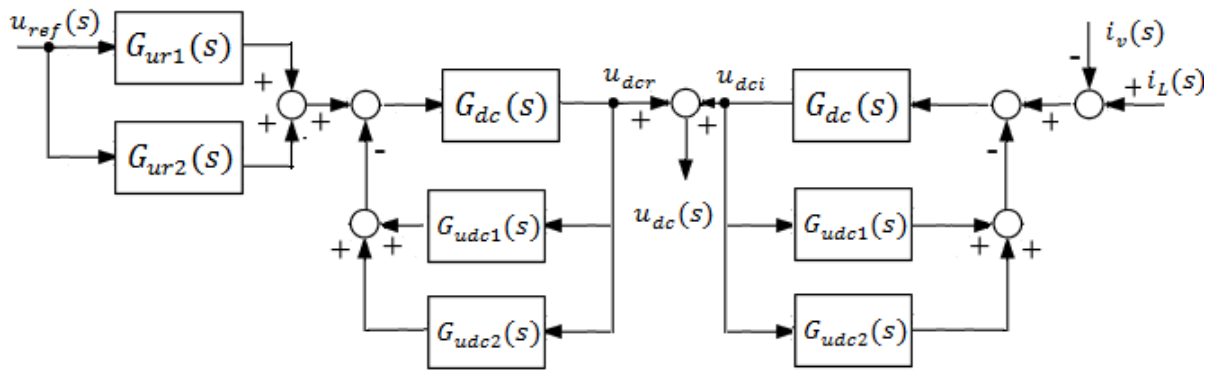 u_ref(s)
G_ur1(s)
G_ur2(s)
+
+
+
-
G_dc(s)
u_dcr
+
u_dci
+
u_dc(s)
G_dc(s)
+
-
i_v(s)
-
+ i_L(s)
G_udc1(s)
+
+
G_udc2(s)
G_udc1(s)
+
+
G_udc2(s)